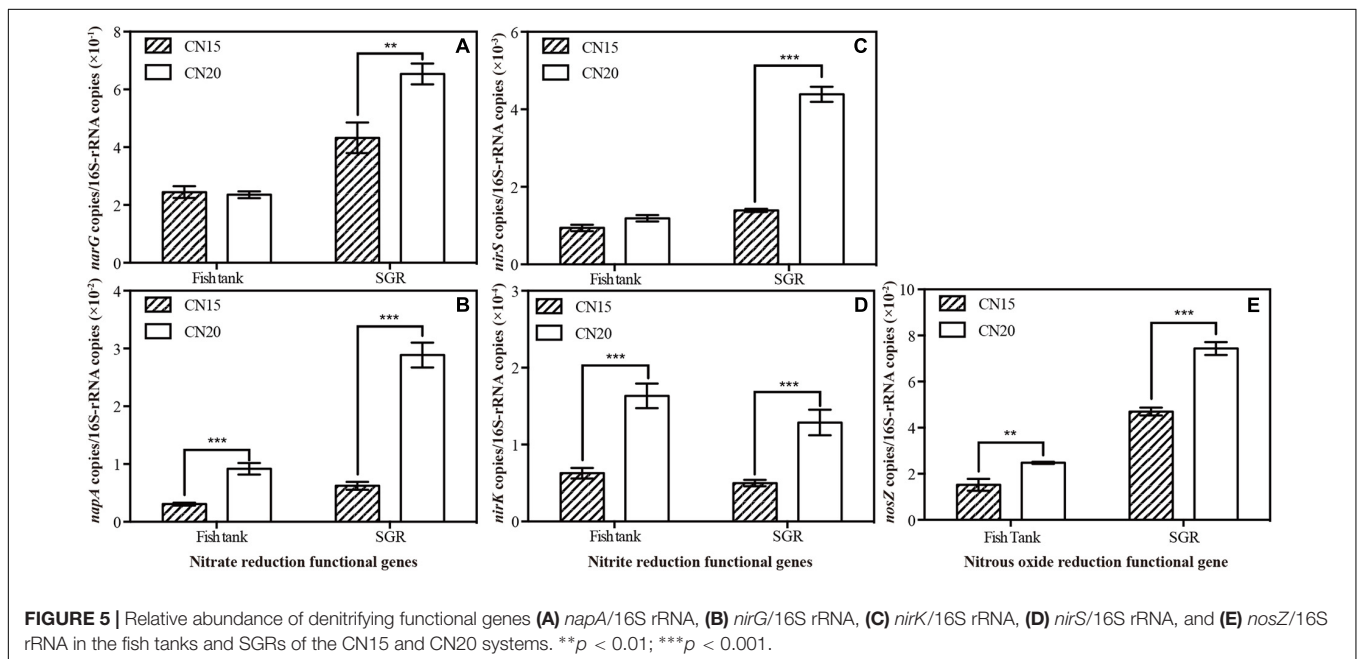 A
CN15
CN20
**
narG copies/16S-rRNA copies (×10⁻¹)
8
6
4
2
0
Fish tank
SGR
C
CN15
CN20
***
nirS copies/16S-rRNA copies (×10⁻³)
6
4
2
0
Fish tank
SGR
B
CN15
CN20
***
***
napA copies/16S-rRNA copies (×10⁻²)
4
3
2
1
0
Fish tank
SGR
Nitrate reduction functional genes
D
CN15
CN20
***
***
nirK copies/16S-rRNA copies (×10⁻⁴)
3
2
1
0
Fish tank
SGR
Nitrite reduction functional genes
E
CN15
CN20
**
***
nosZ copies/16S-rRNA copies (×10⁻²)
10
8
6
4
2
0
Fish Tank
SGR
Nitrous oxide reduction functional gene
FIGURE 5 | Relative abundance of denitrifying functional genes (A) napA/16S rRNA, (B) nirG/16S rRNA, (C) nirK/16S rRNA, (D) nirS/16S rRNA, and (E) nosZ/16S
rRNA in the fish tanks and SGRs of the CN15 and CN20 systems. **p < 0.01; ***p < 0.001.